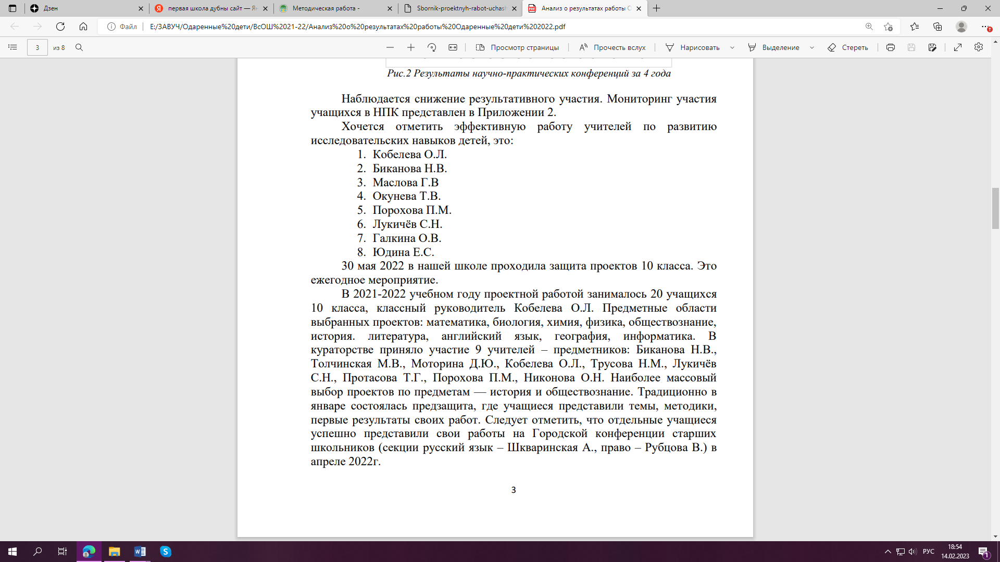 Дзен
первая школа дубны сайт — Ян
Методическая работа -
Sbornik-proektnyh-rabot-uchash
Анализ о результатах работы О
Файл
E:/ЗАВУЧ/Одаренные%20дети/ВсОШ%2021-22/Анализ%20о%20результатах%20работы%20Одаренные%20дети%202022.pdf
3 из 8
Просмотр страницы
Прочесть вслух
Нарисовать
Выделение
Стереть
Рис.2 Результаты научно-практических конференций за 4 года
Наблюдается снижение результативного участия. Мониторинг участия
учащихся в НПК представлен в Приложении 2.
Хочется отметить эффективную работу учителей по развитию
исследовательских навыков детей, это:
1. Кобелева О.Л.
2. Биканова Н.В.
3. Маслова Г.В
4. Окунева Т.В.
5. Порохова П.М.
6. Лукичёв С.Н.
7. Галкина О.В.
8. Юдина Е.С.
30 мая 2022 в нашей школе проходила защита проектов 10 класса. Это
ежегодное мероприятие.
В 2021-2022 учебном году проектной работой занималось 20 учащихся
10 класса, классный руководитель Кобелева О.Л. Предметные области
выбранных проектов: математика, биология, химия, физика, обществознание,
история. литература, английский язык, география, информатика. В
кураторстве приняло участие 9 учителей – предметников: Биканова Н.В.,
Толчинская М.В., Моторина Д.Ю., Кобелева О.Л., Трусова Н.М., Лукичёв
С.Н., Протасова Т.Г., Порохова П.М., Никонова О.Н. Наиболее массовый
выбор проектов по предметам — история и обществознание. Традиционно в
январе состоялась предзащита, где учащиеся представили темы, методики,
первые результаты своих работ. Следует отметить, что отдельные учащиеся
успешно представили свои работы на Городской конференции старших
школьников (секции русский язык – Шкваринская А., право – Рубцова В.) в
апреле 2022г.
3
РУС
18:54
14.02.2023
1